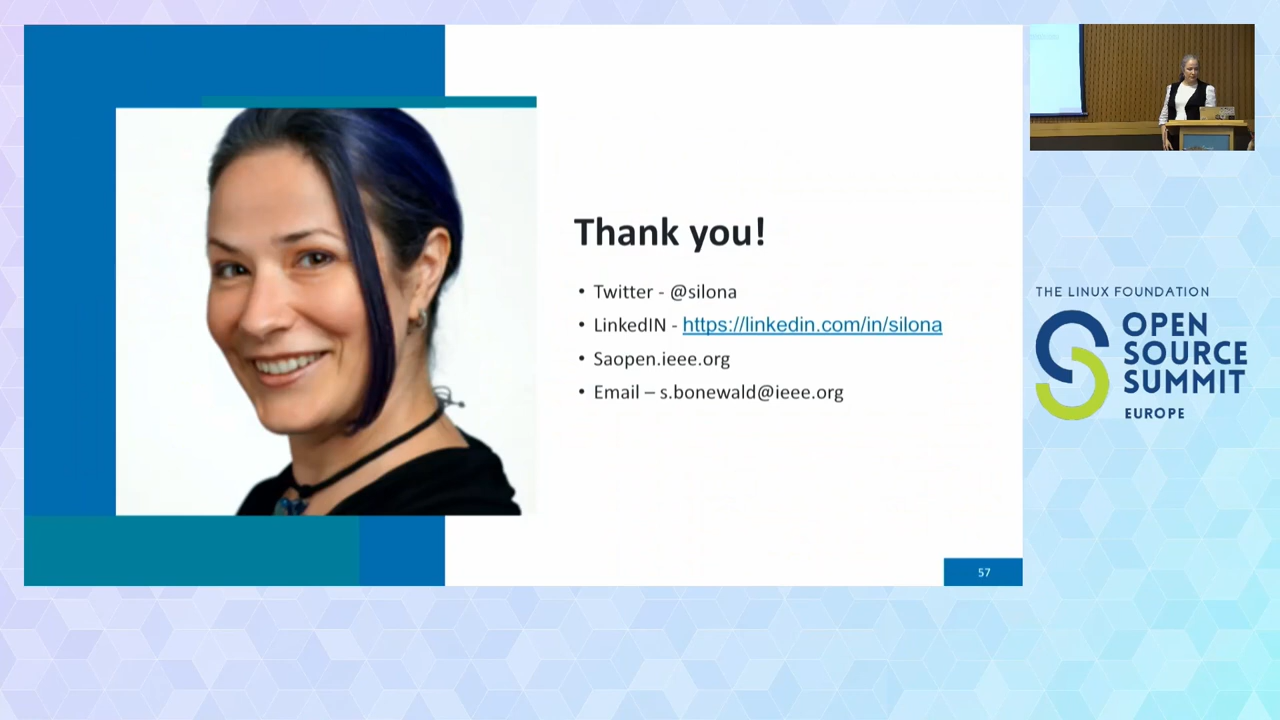 Thank you!
• Twitter - @silona
• LinkedIN - https://linkedin.com/in/silona
• Saopen.ieee.org
• Email – s.bonewald@ieee.org
57
THE LINUX FOUNDATION
OPEN
SOURCE
SUMMIT
EUROPE